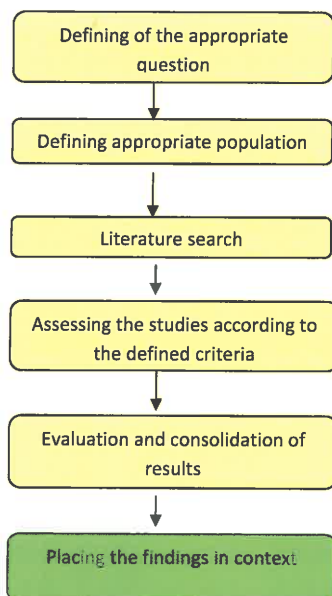 Defining of the appropriate
question
Defining appropriate population
Literature search
Assessing the studies according to
the defined criteria
Evaluation and consolidation of
results
Placing the findings in context